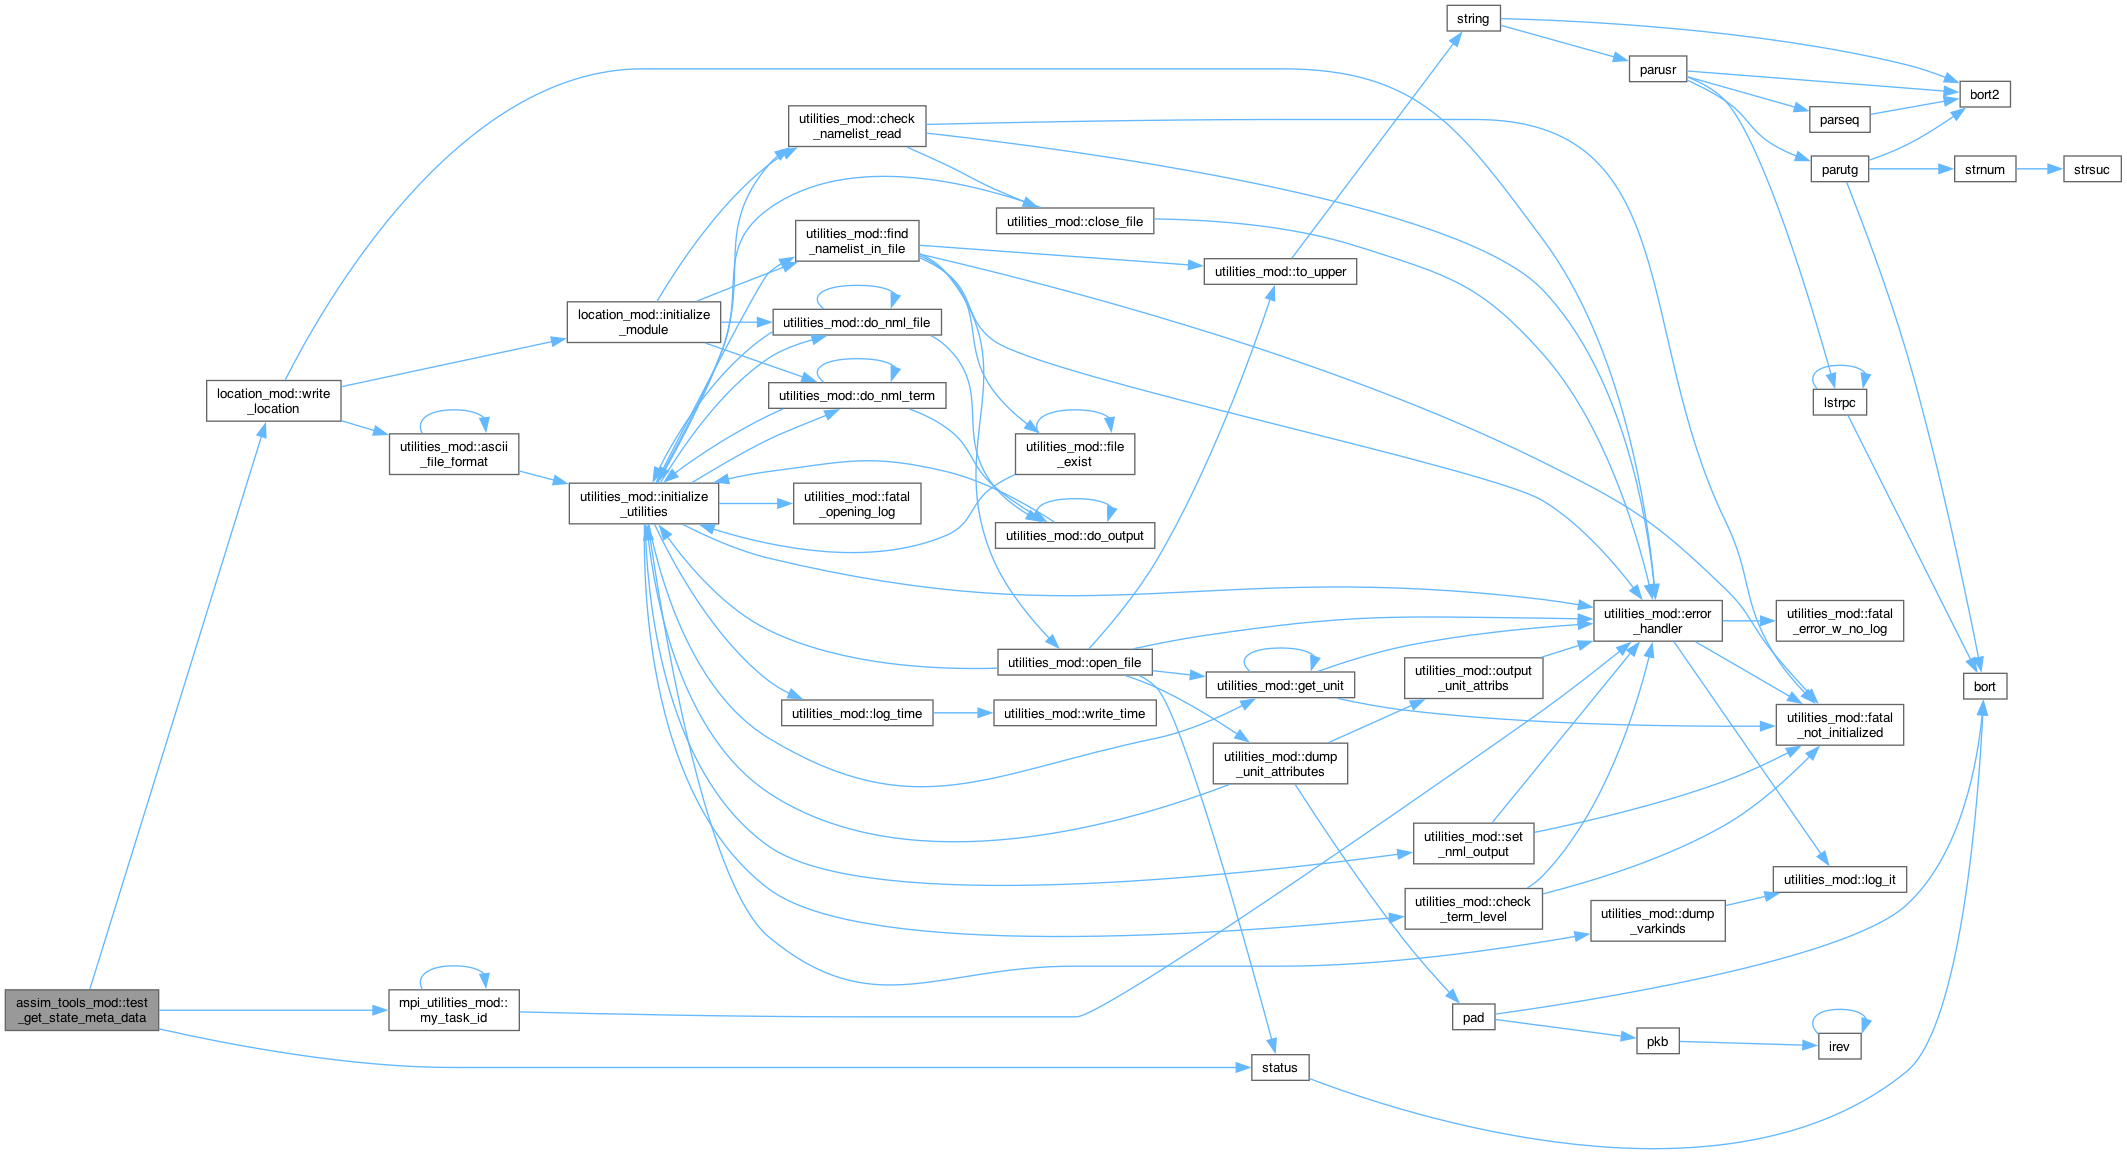 string
parusr
bort2
parseq
parutg
strnum
strsuc
utilities_mod::check
_namelist_read
utilities_mod::close_file
utilities_mod::find
_namelist_in_file
utilities_mod::to_upper
location_mod::initialize
_module
utilities_mod::do_nml_file
utilities_mod::do_nml_term
location_mod::write
_location
lstrpc
utilities_mod::ascii
_file_format
utilities_mod::file
_exist
utilities_mod::initialize
_utilities
utilities_mod::fatal
_opening_log
utilities_mod::do_output
utilities_mod::error
_handler
utilities_mod::fatal
_error_w_no_log
utilities_mod::open_file
utilities_mod::get_unit
utilities_mod::output
_unit_attribs
bort
utilities_mod::log_time
utilities_mod::write_time
utilities_mod::fatal
_not_initialized
utilities_mod::dump
_unit_attributes
utilities_mod::set
_nml_output
utilities_mod::log_it
utilities_mod::check
_term_level
utilities_mod::dump
_varkinds
assim_tools_mod::test
_get_state_meta_data
mpi_utilities_mod::
my_task_id
pad
pkb
irev
status